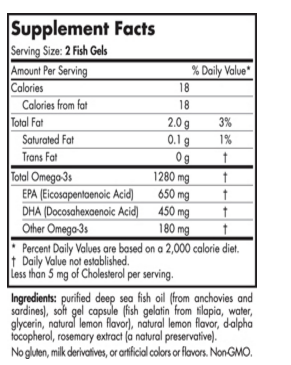 Supplement Facts
Serving Size: 2 Fish Gels
Amount Per Serving % Daily Value*
Calories 18
Calories from fat 18
Total Fat 2.0 g 3%
Saturated Fat 0.1 g 1%
Trans Fat 0 g †
Total Omega-3s 1280 mg †
EPA (Eicosapentaenoic Acid) 650 mg †
DHA (Docosahexaenoic Acid) 450 mg †
Other Omega-3s 180 mg †
* Percent Daily Values are based on a 2,000 calorie diet.
† Daily Value not established.
Less than 5 mg of Cholesterol per serving.
Ingredients: purified deep sea fish oil (from anchovies and
sardines), soft gel capsule (fish gelatin from tilapia, water,
glycerin, natural lemon flavor), natural lemon flavor, d-alpha
tocopherol, rosemary extract (a natural preservative).
No gluten, milk derivatives, or artificial colors or flavors. Non-GMO.